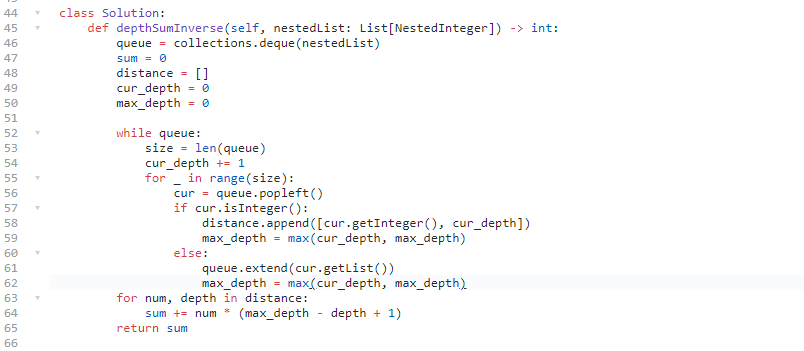 44 class Solution:
45 def depthSumInverse(self, nestedList: List[NestedInteger]) -> int:
46 queue = collections.deque(nestedList)
47 sum = 0
48 distance = []
49 cur_depth = 0
50 max_depth = 0
51
52 while queue:
53 size = len(queue)
54 cur_depth += 1
55 for _ in range(size):
56 cur = queue.popleft()
57 if cur.isInteger():
58 distance.append([cur.getInteger(), cur_depth])
59 max_depth = max(cur_depth, max_depth)
60 else:
61 queue.extend(cur.getList())
62 max_depth = max(cur_depth, max_depth)
63 for num, depth in distance:
64 sum += num * (max_depth - depth + 1)
65 return sum
66